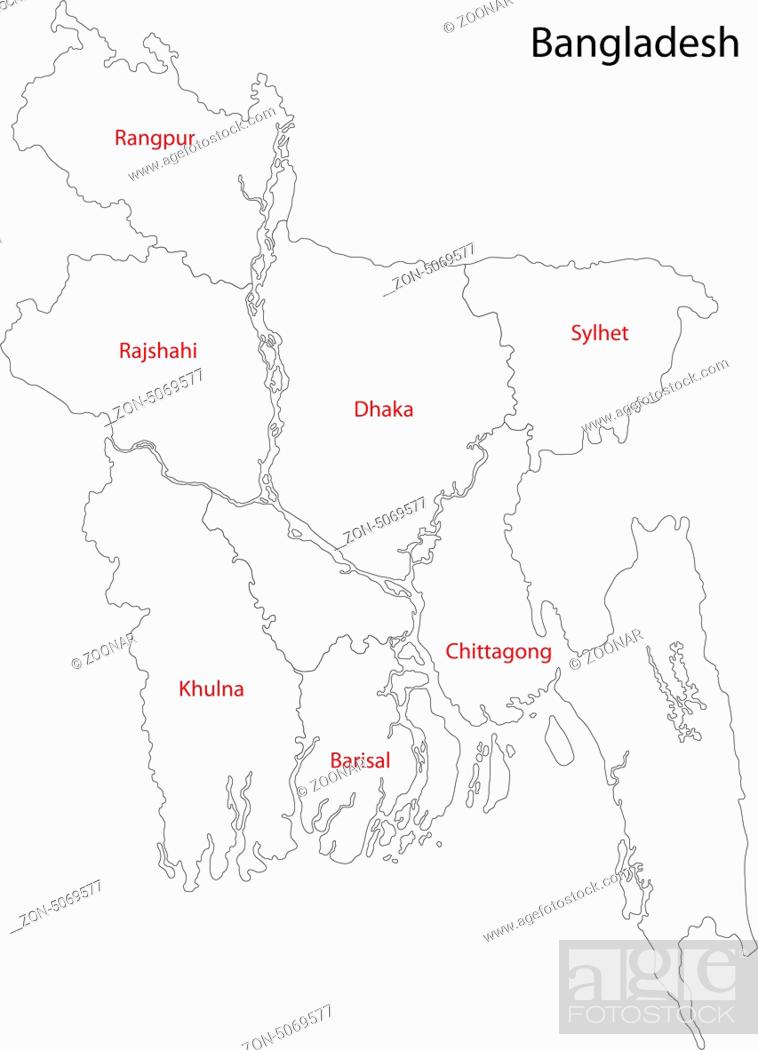 © ZOONAR
Bangladesh
Rangpur
www.agefotostock.com
ZON-5069577
Sylhet
Rajshahi
ZON-5069577
www.agefotostock.com
Dhaka
ZON-5069577
© ZOONAR
Chittagong
© ZOONAR
Khulna
Barisal
© ZOONAR
ZON-5069577
www.agefotostock.com
age
FOTOSTOCK
ZON-5069577